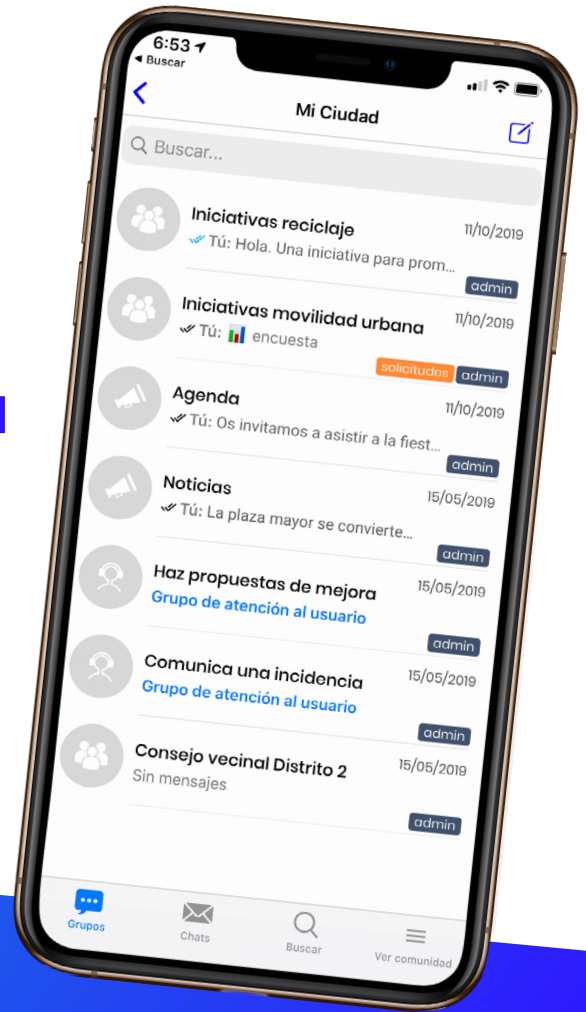 6:53
Buscar
Mi Ciudad
Buscar...
Iniciativas reciclaje
11/10/2019
Tú: Hola. Una iniciativa para prom...
admin
Iniciativas movilidad urbana
11/10/2019
Tú: encuesta
solicitudes admin
Agenda
11/10/2019
Tú: Os invitamos a asistir a la fiest...
admin
Noticias
15/05/2019
Tú: La plaza mayor se convierte...
admin
Haz propuestas de mejora
15/05/2019
Grupo de atención al usuario
admin
Comunica una incidencia
15/05/2019
Grupo de atención al usuario
admin
Consejo vecinal Distrito 2
15/05/2019
Sin mensajes
admin
Grupos
Chats
Buscar
Ver comunidad